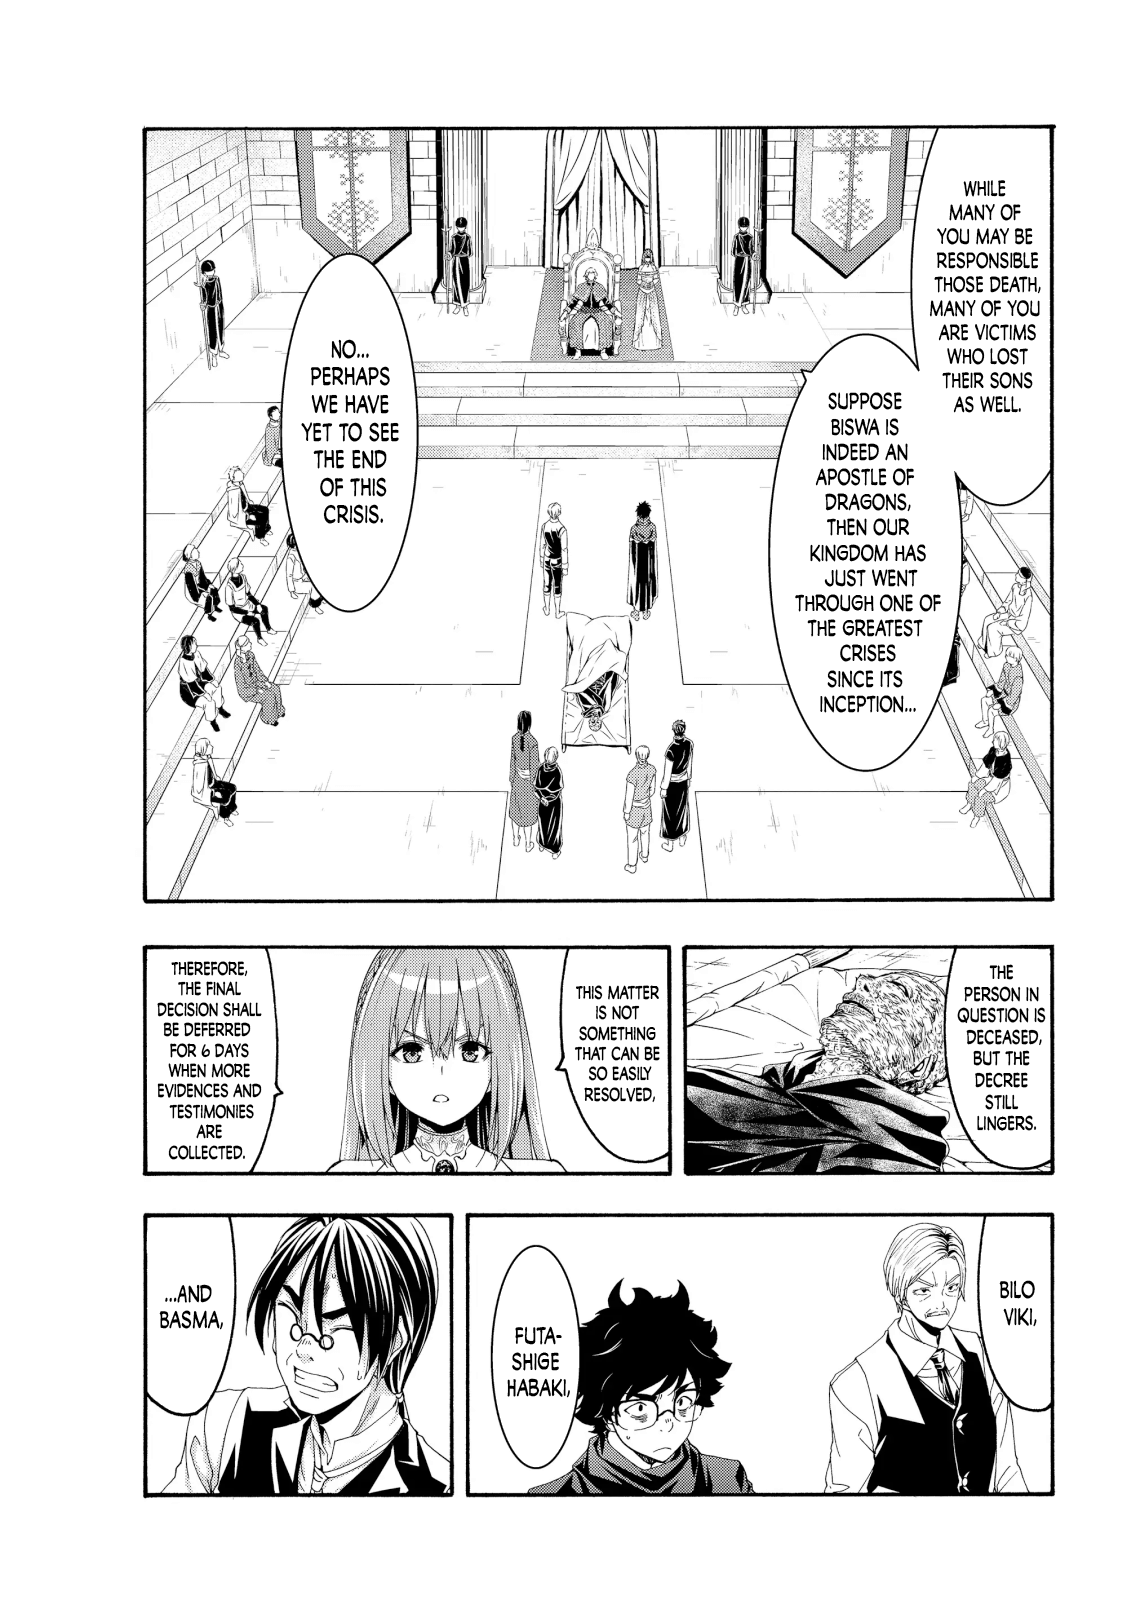 WHILE
MANY OF
YOU MAY BE
RESPONSIBLE
THOSE DEATH,
MANY OF YOU
ARE VICTIMS
WHO LOST
THEIR SONS
AS WELL.
SUPPOSE
BISWA IS
INDEED AN
APOSTLE OF
DRAGONS,
THEN OUR
KINGDOM HAS
JUST WENT
THROUGH ONE OF
THE GREATEST
CRISES
SINCE ITS
INCEPTION...
NO...
PERHAPS
WE HAVE
YET TO SEE
THE END
OF THIS
CRISIS.
THE
PERSON IN
QUESTION IS
DECEASED,
BUT THE
DECREE
STILL
LINGERS.
THIS MATTER
IS NOT
SOMETHING
THAT CAN BE
SO EASILY
RESOLVED,
THEREFORE,
THE FINAL
DECISION SHALL
BE DEFERRED
FOR 6 DAYS
WHEN MORE
EVIDENCES AND
TESTIMONIES
ARE
COLLECTED.
BILO
VIKI,
FUTA-
SHIGE
HABAKI,
...AND
BASMA,